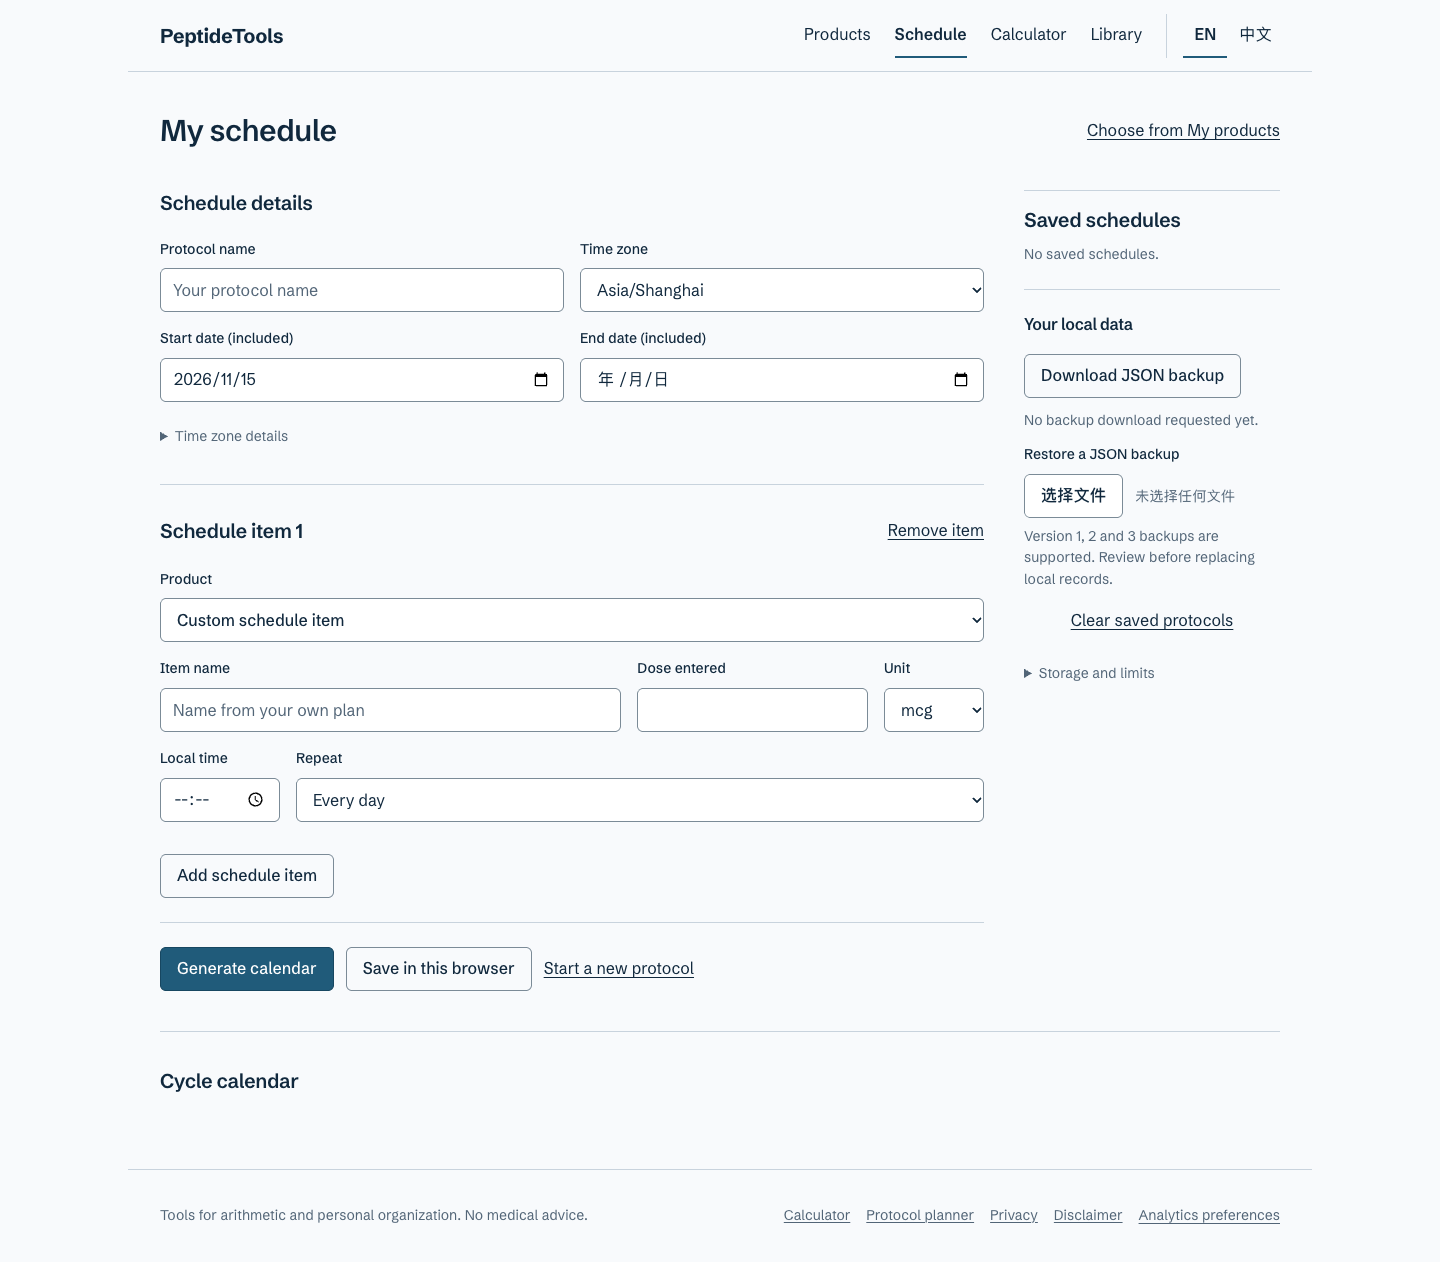 PeptideTools
Products
Schedule
Calculator
Library
EN
中文
My schedule
Choose from My products
Schedule details
Protocol name
Time zone
Your protocol name
Asia/Shanghai
Start date (included)
End date (included)
2026/11/15
年 /月/日
Time zone details
Schedule item 1
Remove item
Product
Custom schedule item
Item name
Dose entered
Unit
Name from your own plan
mcg
Local time
Repeat
--:--
Every day
Add schedule item
Generate calendar
Save in this browser
Start a new protocol
Saved schedules
No saved schedules.
Your local data
Download JSON backup
No backup download requested yet.
Restore a JSON backup
选择文件
未选择任何文件
Version 1, 2 and 3 backups are
supported. Review before replacing
local records.
Clear saved protocols
Storage and limits
Cycle calendar
Tools for arithmetic and personal organization. No medical advice.
Calculator
Protocol planner
Privacy
Disclaimer
Analytics preferences